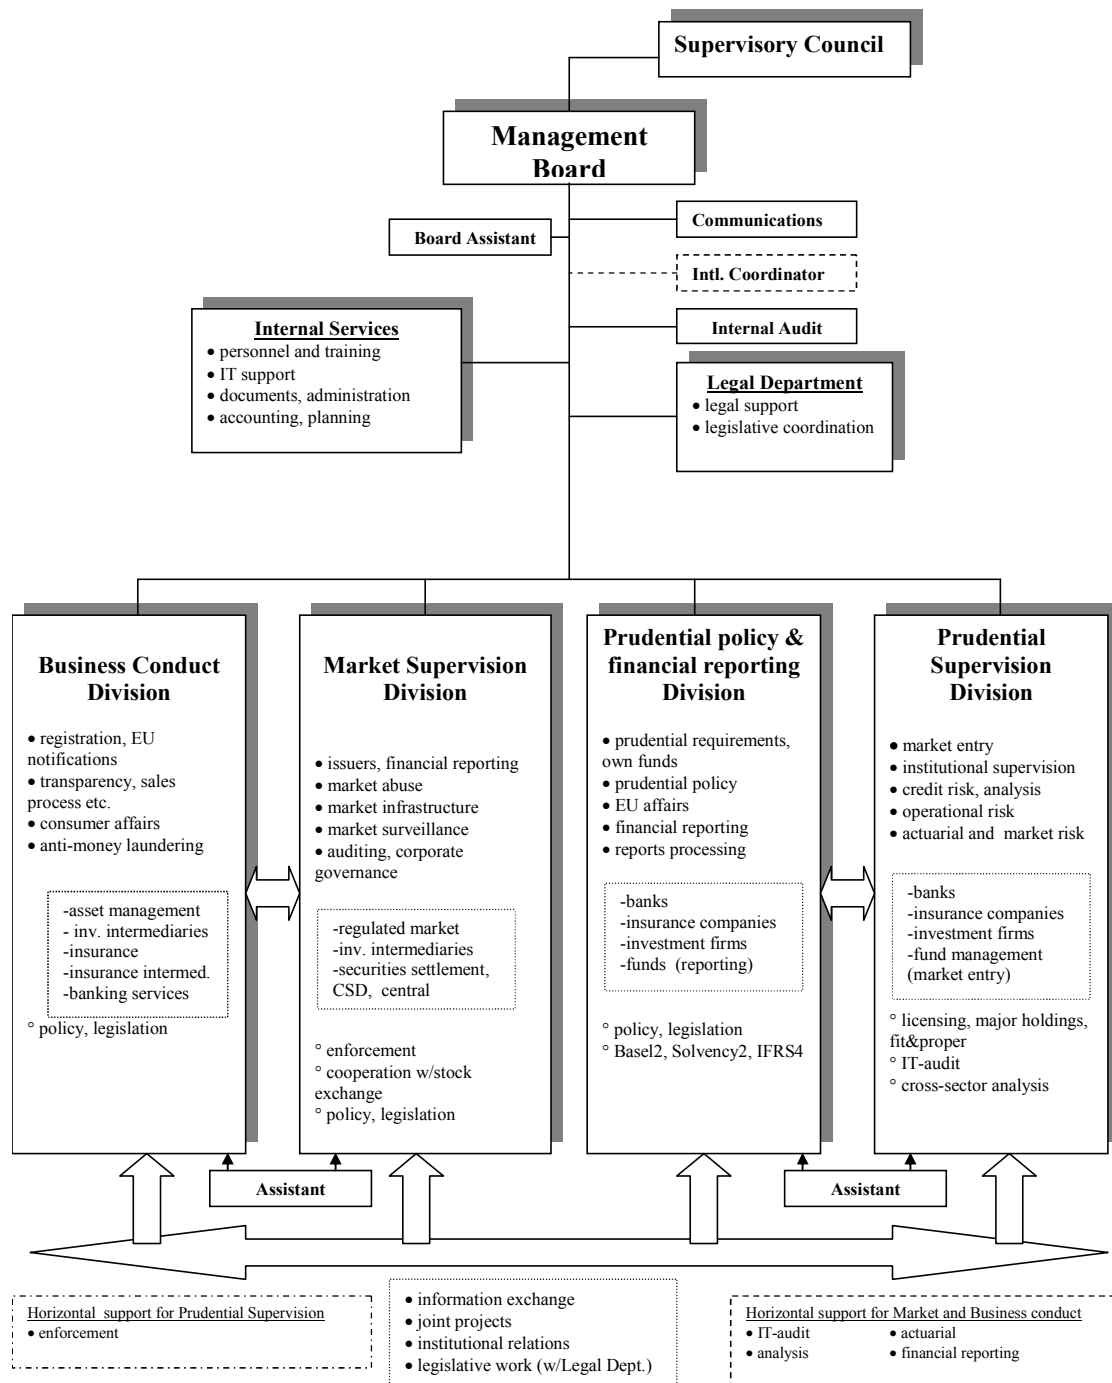 Supervisory Council
Management
Board
Communications
Board Assistant
Intl. Coordinator
Internal Audit
Internal Services
• personnel and training
• IT support
• documents, administration
• accounting, planning
Legal Department
• legal support
• legislative coordination
Business Conduct
Division
• registration, EU
notifications
• transparency, sales
process etc.
• consumer affairs
• anti-money laundering
-asset management
- inv. intermediaries
-insurance
-insurance intermed.
-banking services
° policy, legislation
Market Supervision
Division
• issuers, financial reporting
• market abuse
• market infrastructure
• market surveillance
• auditing, corporate
governance
-regulated market
-inv. intermediaries
-securities settlement,
CSD, central
° enforcement
° cooperation w/stock
exchange
° policy, legislation
Prudential policy &
financial reporting
Division
• prudential requirements,
own funds
• prudential policy
• EU affairs
• financial reporting
• reports processing
-banks
-insurance companies
-investment firms
-funds (reporting)
° policy, legislation
° Basel2, Solvency2, IFRS4
Prudential
Supervision
Division
• market entry
• institutional supervision
• credit risk, analysis
• operational risk
• actuarial and market risk
-banks
-insurance companies
-investment firms
-fund management
(market entry)
° licensing, major holdings,
fit&proper
° IT-audit
° cross-sector analysis
Assistant
Assistant
Horizontal support for Prudential Supervision
• enforcement
• information exchange
• joint projects
• institutional relations
• legislative work (w/Legal Dept.)
Horizontal support for Market and Business conduct
• IT-audit • actuarial
• analysis • financial reporting